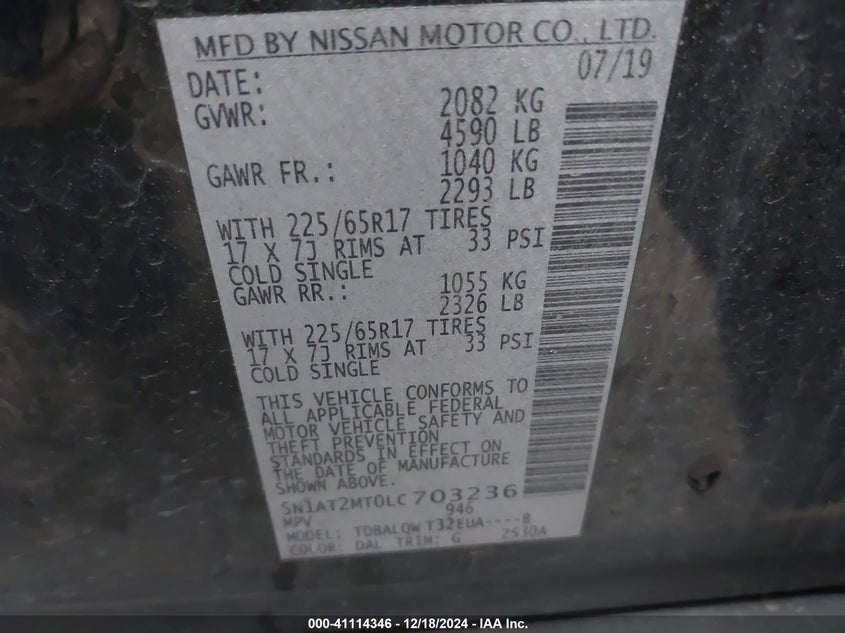 MFD BY NISSAN MOTOR CO., LTD.
DATE: 07/19
GVWR: 2082 KG
4590 LB
GAWR FR.: 1040 KG
2293 LB
WITH 225/65R17 TIRES
17 X 7J RIMS AT 33 PSI
COLD SINGLE
GAWR RR.: 1055 KG
2326 LB
WITH 225/65R17 TIRES
17 X 7J RIMS AT 33 PSI
COLD SINGLE
THIS VEHICLE CONFORMS TO
ALL APPLICABLE FEDERAL
MOTOR VEHICLE SAFETY AND
THEFT PREVENTION
STANDARDS IN EFFECT ON
THE DATE OF MANUFACTURE
SHOWN ABOVE.
5N1AT2MT0LC703236
MPV 946
MODEL: TDBALQW T32EUA----B
COLOR: DAL TRIM: G 2S30A
000-41114346 - 12/18/2024 - IAA Inc.